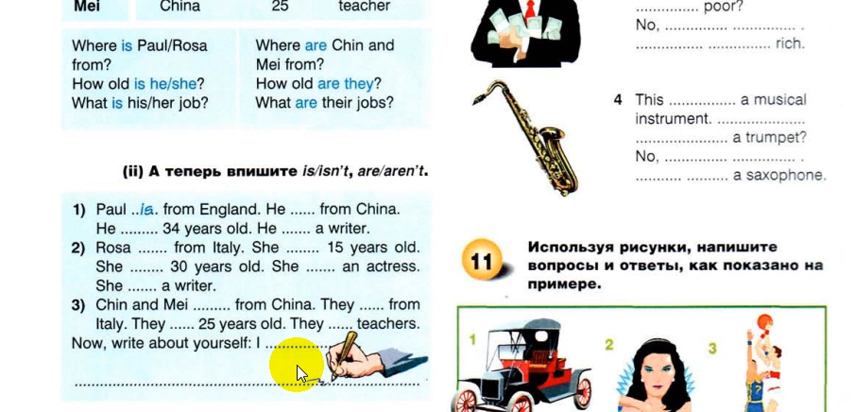 Mei China 25 teacher
Where is Paul/Rosa
from?
How old is he/she?
What is his/her job?
Where are Chin and
Mei from?
How old are they?
What are their jobs?
(ii) А теперь впишите is/isn't, are/aren't.
1) Paul ..is. from England. He ...... from China.
He ......... 34 years old. He ...... a writer.
2) Rosa ....... from Italy. She ........ 15 years old.
She ........ 30 years old. She ....... an actress.
She ...... a writer.
3) Chin and Mei ......... from China. They ...... from
Italy. They ...... 25 years old. They ...... teachers.
Now, write about yourself: I ................
................ poor?
No, ............. ............ .
............... .............. rich.
4 This ............... a musical
instrument. ....................
..................... a trumpet?
No, ........... ............... .
........... .......... a saxophone.
11
Используя рисунки, напишите
вопросы и ответы, как показано на
примере.
1
2
3
7